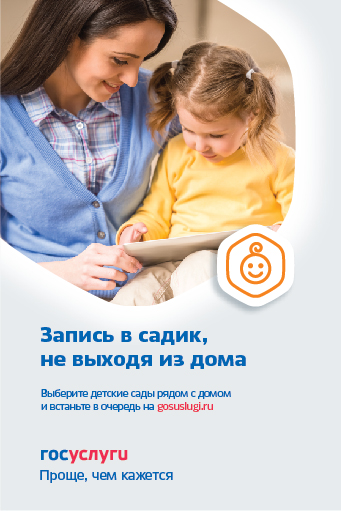 Запись в садик,
не выходя из дома
Выберите детские сады рядом с домом
и встаньте в очередь на gosuslugi.ru
госуслуги
Проще, чем кажется